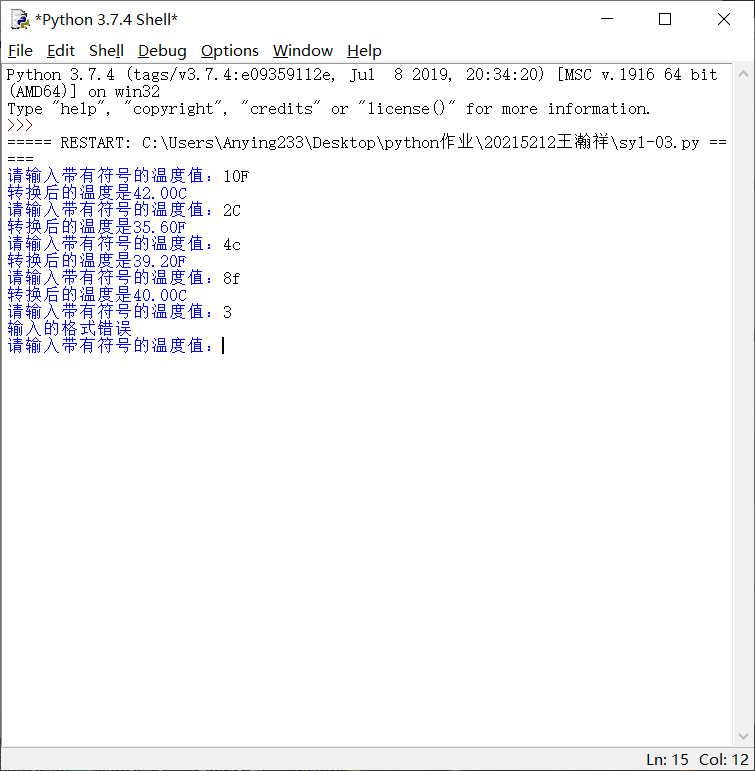 *Python 3.7.4 Shell*
File Edit Shell Debug Options Window Help
Python 3.7.4 (tags/v3.7.4:e09359112e, Jul  8 2019, 20:34:20) [MSC v.1916 64 bit
(AMD64)] on win32
Type "help", "copyright", "credits" or "license()" for more information.
>>>
===== RESTART: C:\Users\Anying233\Desktop\python作业\20215212王瀚祥\sy1-03.py ==
===
请输入带有符号的温度值：10F
转换后的温度是42.00C
请输入带有符号的温度值：2C
转换后的温度是35.60F
请输入带有符号的温度值：4c
转换后的温度是39.20F
请输入带有符号的温度值：8f
转换后的温度是40.00C
请输入带有符号的温度值：3
输入的格式错误
请输入带有符号的温度值：
Ln: 15 Col: 12